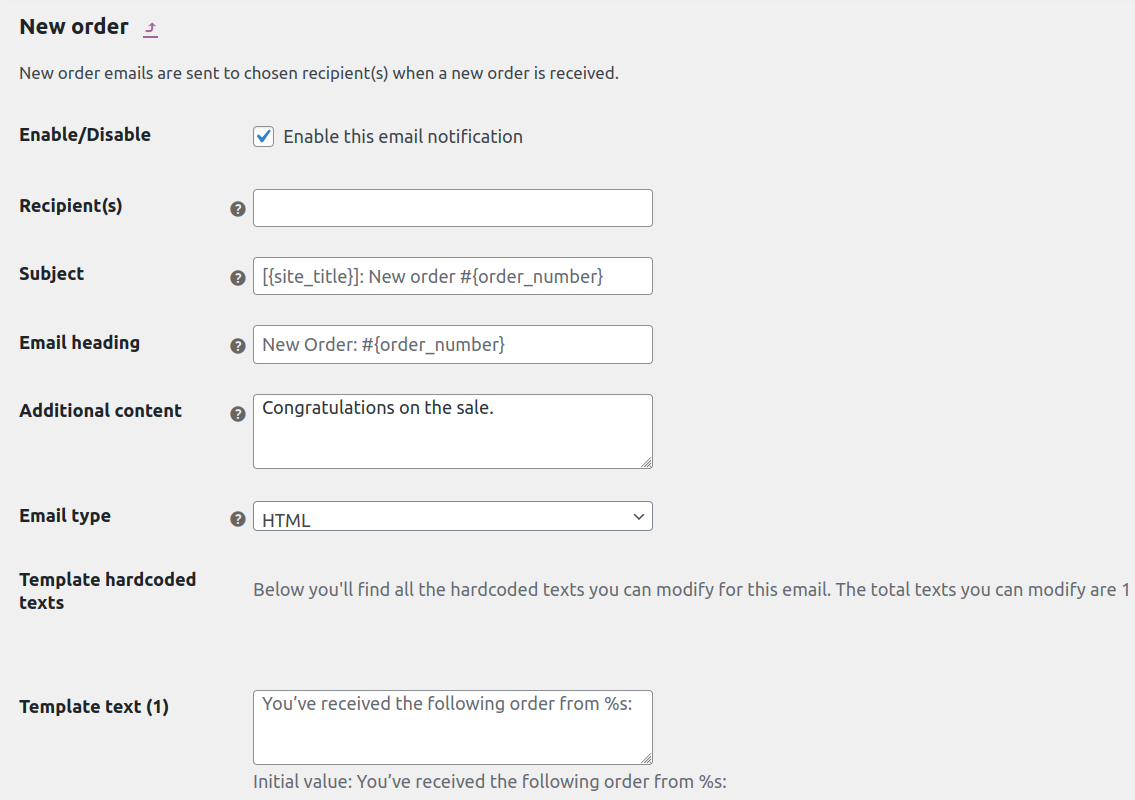 New order
New order emails are sent to chosen recipient(s) when a new order is received.
Enable/Disable
Enable this email notification
Recipient(s)
Subject
[{site_title}]: New order #{order_number}
Email heading
New Order: #{order_number}
Additional content
Congratulations on the sale.
Email type
HTML
Template hardcoded
texts
Below you'll find all the hardcoded texts you can modify for this email. The total texts you can modify are 1
Template text (1)
You’ve received the following order from %s:
Initial value: You’ve received the following order from %s: